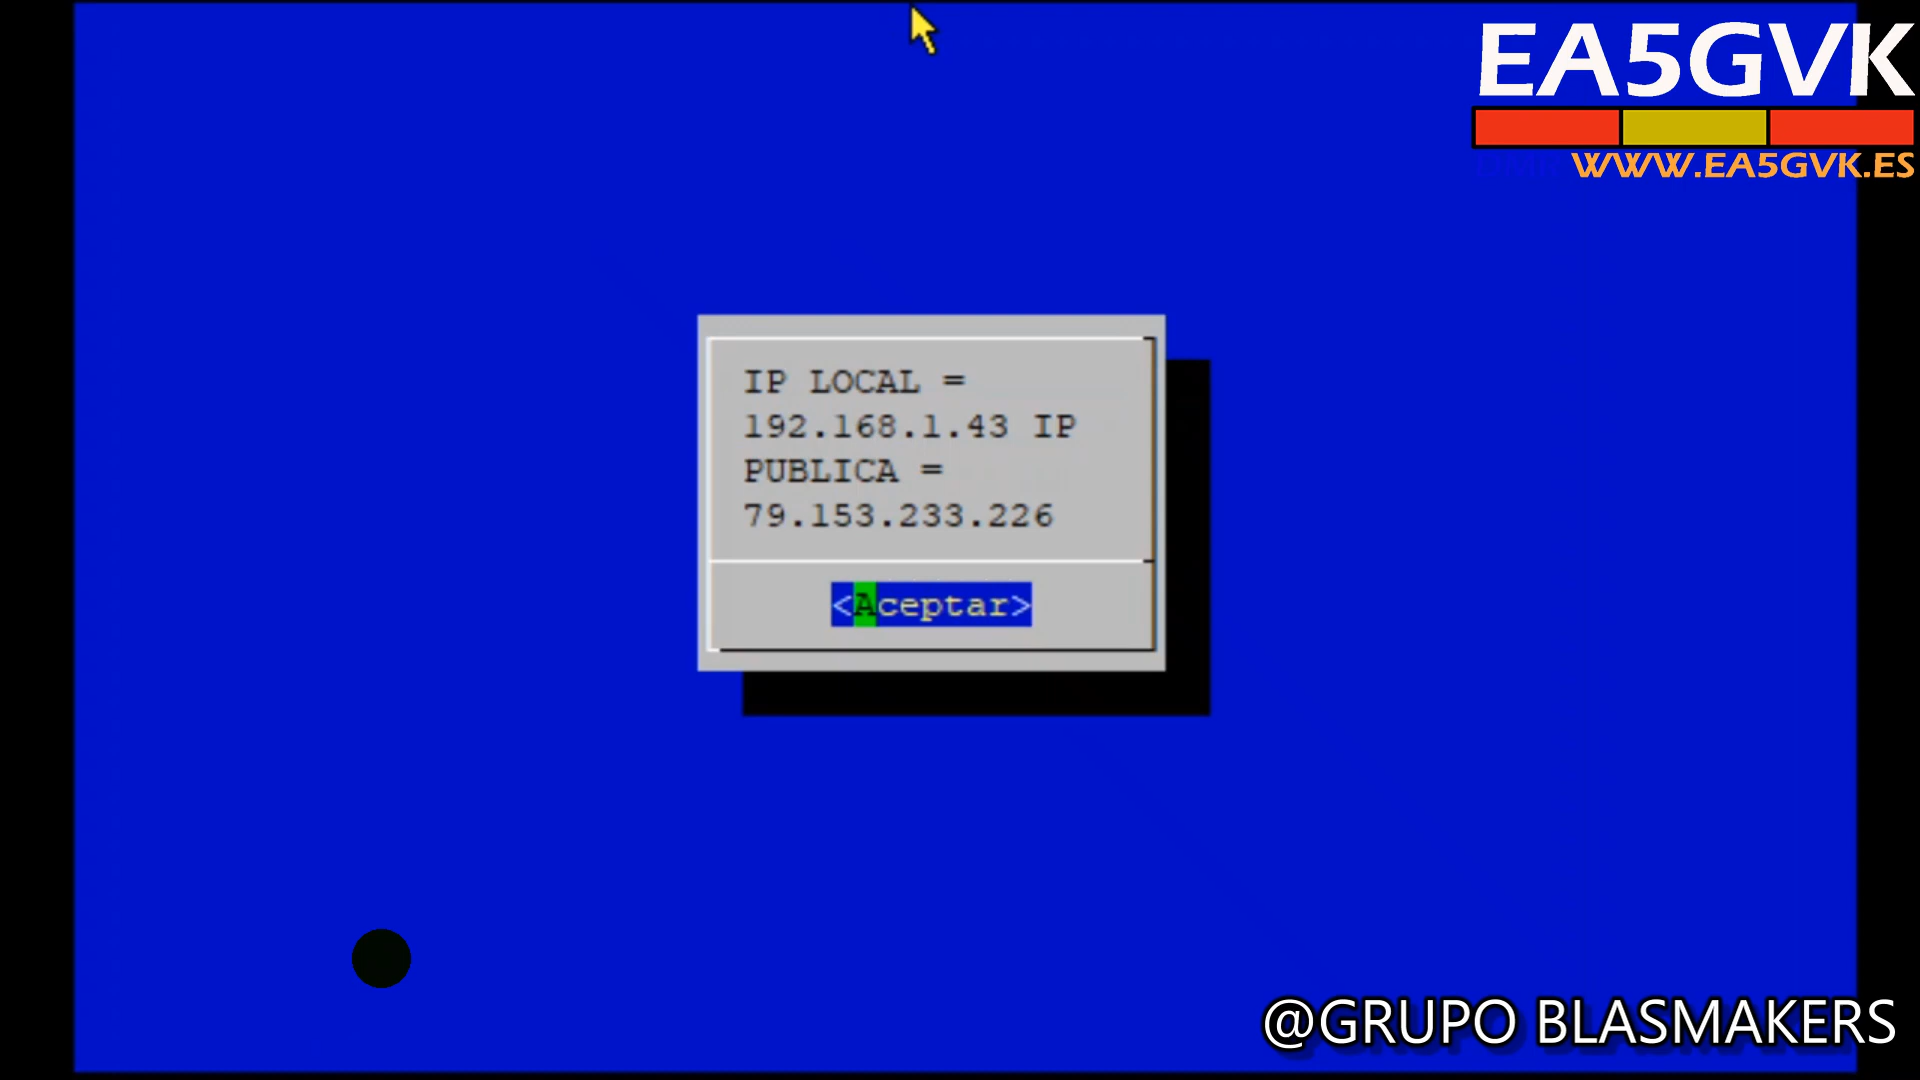 EA5GVK
WWW.EA5GVK.ES
IP LOCAL =
192.168.1.43 IP
PUBLICA =
79.153.233.226
<Aceptar>
@GRUPO BLASMAKERS